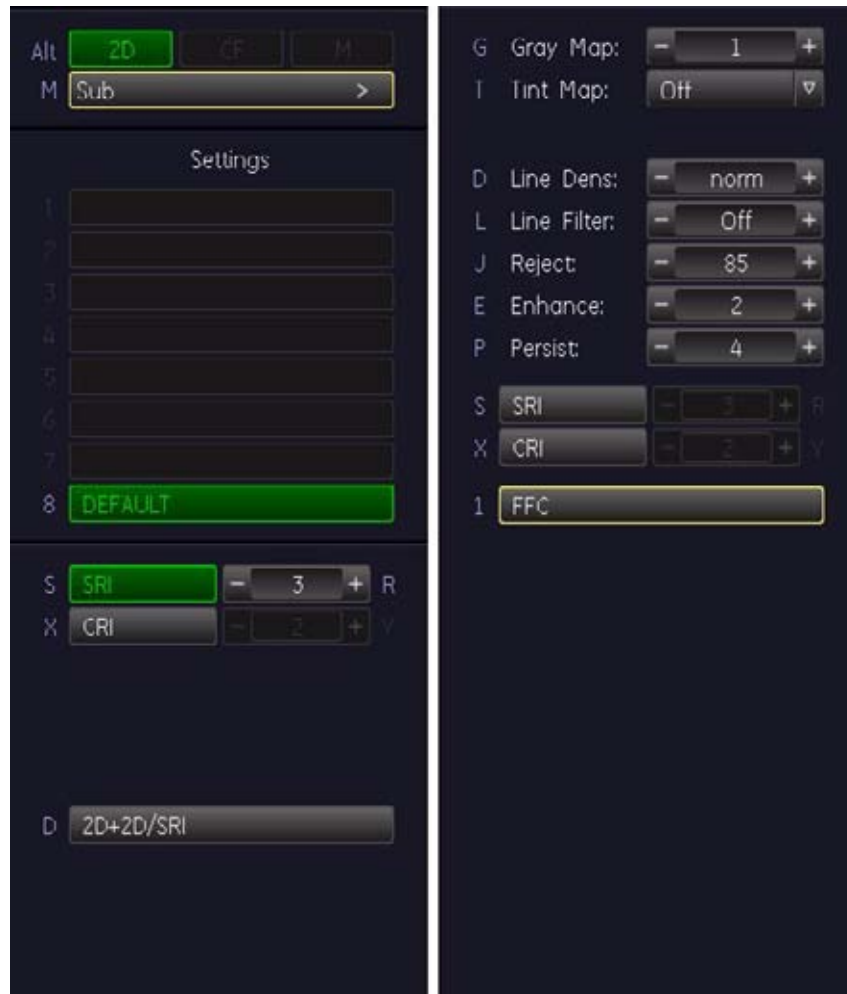 Alt 2D CF M
M Sub >
Settings
1
2
3
4
5
6
7
8 DEFAULT
S SRI − 3 + R
X CRI − 2 + V
D 2D+2D/SRI
G Gray Map: − 1 +
T Tint Map: Off
D Line Dens: − norm +
L Line Filter: − Off +
J Reject: − 85 +
E Enhance: − 2 +
P Persist: − 4 +
S SRI − 3 + R
X CRI − 2 + V
1 FFC